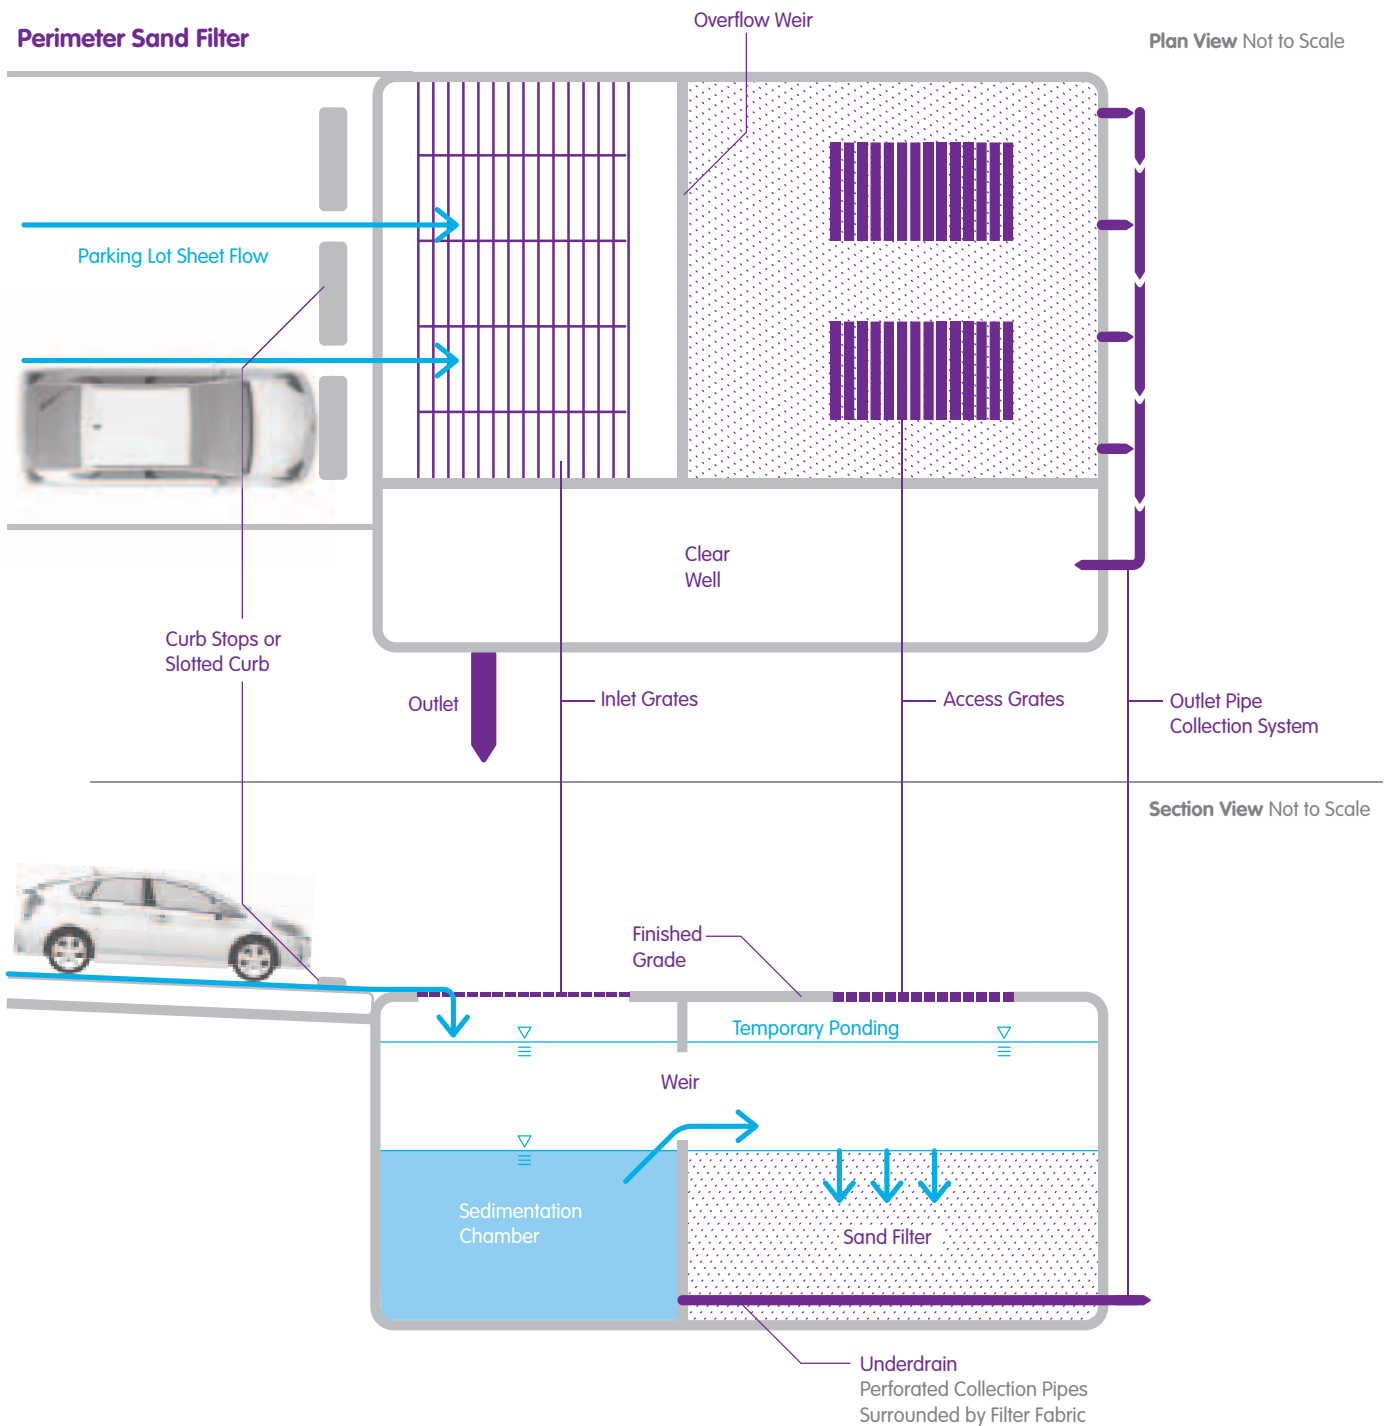 Overflow Weir
Perimeter Sand Filter
Plan View Not to Scale
Parking Lot Sheet Flow
Clear
Well
Curb Stops or
Slotted Curb
Outlet
Inlet Grates
Access Grates
Outlet Pipe
Collection System
Section View Not to Scale
Finished
Grade
Temporary Ponding
Weir
Sedimentation
Chamber
Sand Filter
Underdrain
Perforated Collection Pipes
Surrounded by Filter Fabric